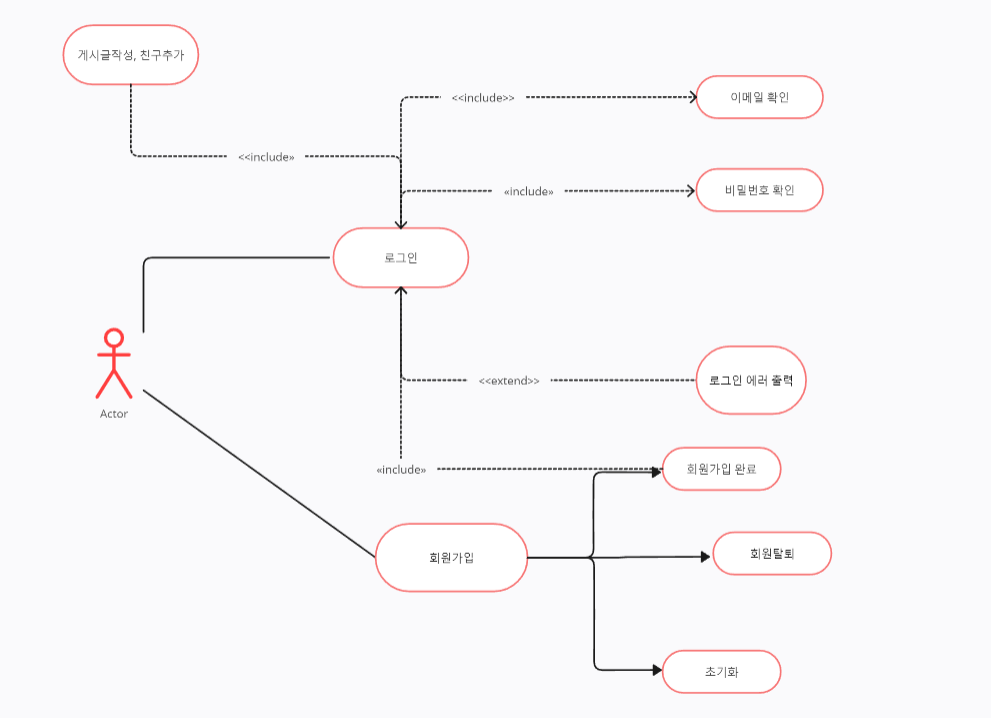 게시글작성, 친구추가
<<include>>
이메일 확인
<<include»
«include»
비밀번호 확인
로그인
<<extend>>
로그인 에러 출력
Actor
«include»
회원가입 완료
회원가입
회원탈퇴
초기화